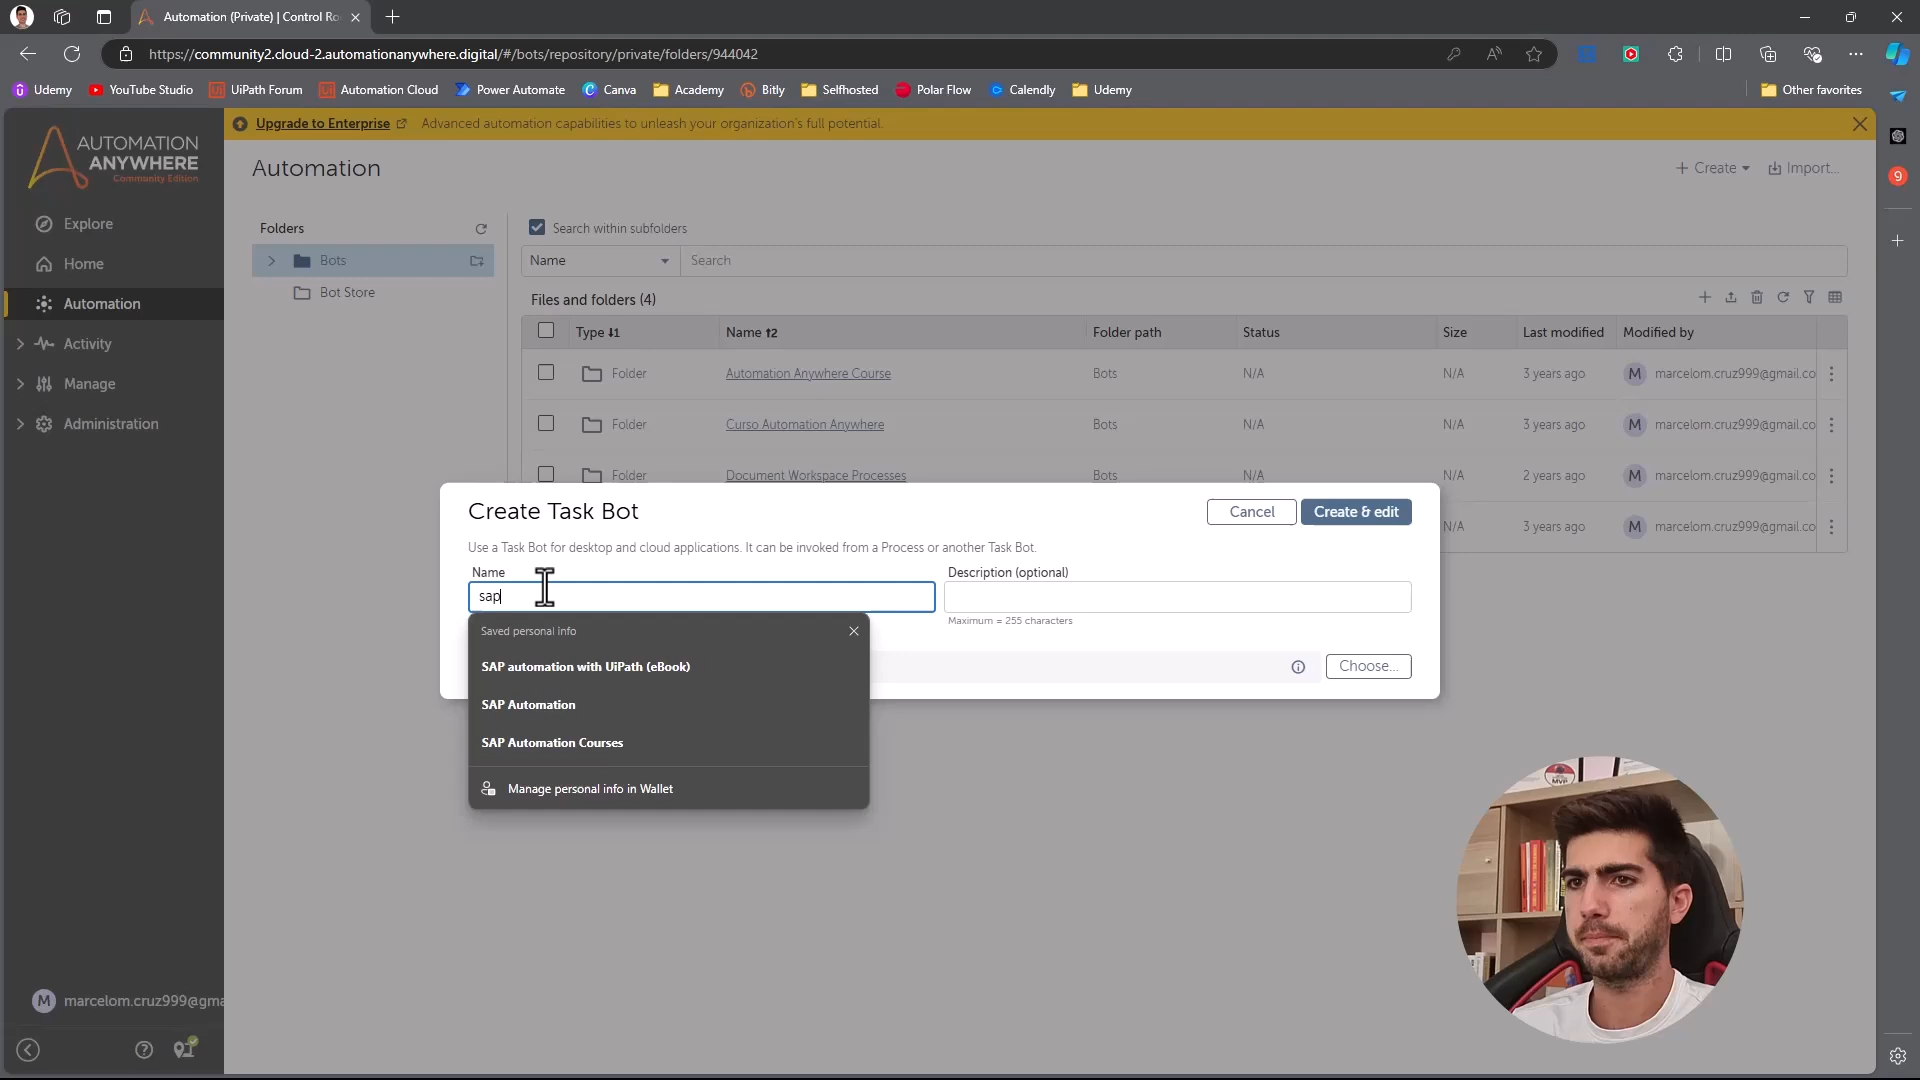 Automation (Private) | Control Ro
https://community2.cloud-2.automationanywhere.digital/#/bots/repository/private/folders/944042
Udemy YouTube Studio UiPath Forum Automation Cloud Power Automate Canva Academy Bitly Selfhosted Polar Flow Calendly Udemy Other favorites
Upgrade to Enterprise Advanced automation capabilities to unleash your organization's full potential.
AUTOMATION
ANYWHERE
Community Edition
Explore
Home
Automation
Activity
Manage
Administration
marcelom.cruz999@gma
M
Automation
Create Import...
Folders
Bots
Bot Store
Search within subfolders
Name Search
Files and folders (4)
Type Name Folder path Status Size Last modified Modified by
Folder Automation Anywhere Course Bots N/A N/A 3 years ago M marcelom.cruz999@gmail.co
Folder Curso Automation Anywhere Bots N/A N/A 3 years ago M marcelom.cruz999@gmail.co
Folder Document Workspace Processes Bots N/A N/A 2 years ago M marcelom.cruz999@gmail.co
N/A 3 years ago M marcelom.cruz999@gmail.co
Create Task Bot
Cancel Create & edit
Use a Task Bot for desktop and cloud applications. It can be invoked from a Process or another Task Bot.
Name Description (optional)
sap
Maximum = 255 characters
Choose...
Saved personal info
SAP automation with UiPath (eBook)
SAP Automation
SAP Automation Courses
Manage personal info in Wallet
9
MVP